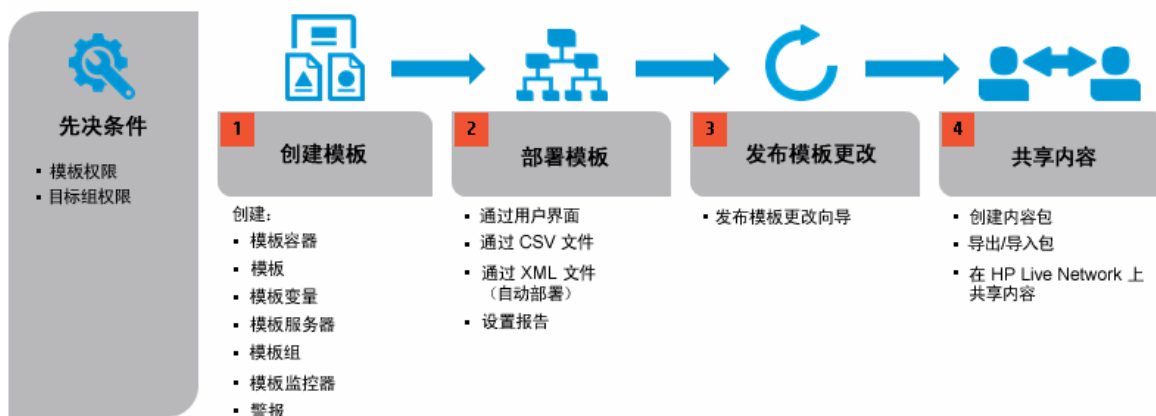 先决条件
▪ 模板权限
▪ 目标组权限
1
创建模板
创建:
▪ 模板容器
▪ 模板
▪ 模板变量
▪ 模板服务器
▪ 模板组
▪ 模板监控器
▪ 警报
2
部署模板
▪ 通过用户界面
▪ 通过 CSV 文件
▪ 通过 XML 文件
（自动部署）
▪ 设置报告
3
发布模板更改
▪ 发布模板更改向导
4
共享内容
▪ 创建内容包
▪ 导出/导入包
▪ 在 HP Live Network 上
共享内容